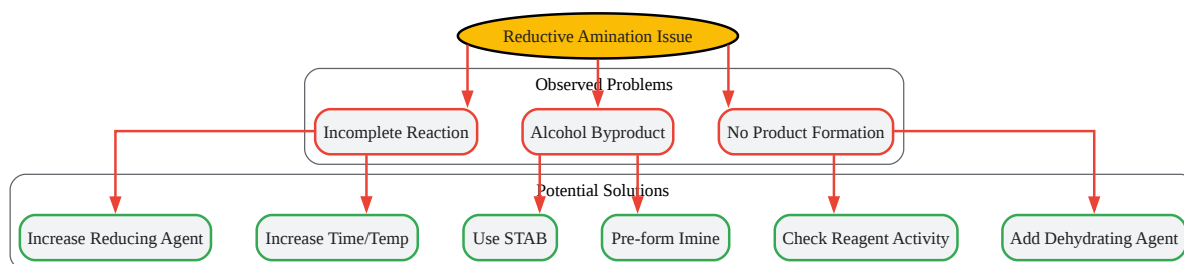 Reductive Amination Issue
Observed Problems
Incomplete Reaction
Alcohol Byproduct
No Product Formation
Potential Solutions
Increase Reducing Agent
Increase Time/Temp
Use STAB
Pre-form Imine
Check Reagent Activity
Add Dehydrating Agent